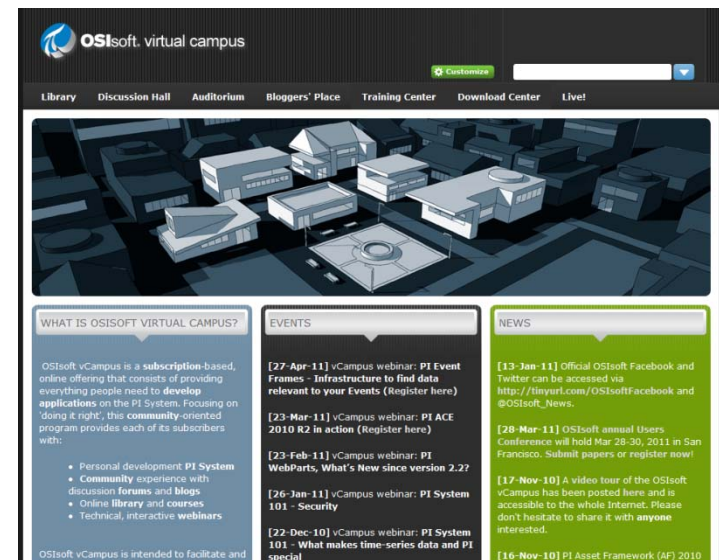 OSIsoft. virtual campus
Customize
Library Discussion Hall Auditorium Bloggers' Place Training Center Download Center Live!
WHAT IS OSISOFT VIRTUAL CAMPUS?
OSIsoft vCampus is a subscription-based,
online offering that consists of providing
everything people need to develop
applications on the PI System. Focusing on
'doing it right', this community-oriented
program provides each of its subscribers
with:
• Personal development PI System
• Community experience with
discussion forums and blogs
• Online library and courses
• Technical, interactive webinars
OSIsoft vCampus is intended to facilitate and
EVENTS
[27-Apr-11] vCampus webinar: PI Event
Frames - Infrastructure to find data
relevant to your Events (Register here)
[23-Mar-11] vCampus webinar: PI ACE
2010 R2 in action (Register here)
[23-Feb-11] vCampus webinar: PI
WebParts, What's New since version 2.2?
[26-Jan-11] vCampus webinar: PI System
101 - Security
[22-Dec-10] vCampus webinar: PI System
101 - What makes time-series data and PI
special
NEWS
[13-Jan-11] Official OSIsoft Facebook and
Twitter can be accessed via
http://tinyurl.com/OSIsoftFacebook and
@OSIsoft_News.
[28-Mar-11] OSIsoft annual Users
Conference will hold Mar 28-30, 2011 in San
Francisco. Submit papers or register now!
[17-Nov-10] A video tour of the OSIsoft
vCampus has been posted here and is
accessible to the whole Internet. Please
don't hesitate to share it with anyone
interested.
[16-Nov-10] PI Asset Framework (AF) 2010